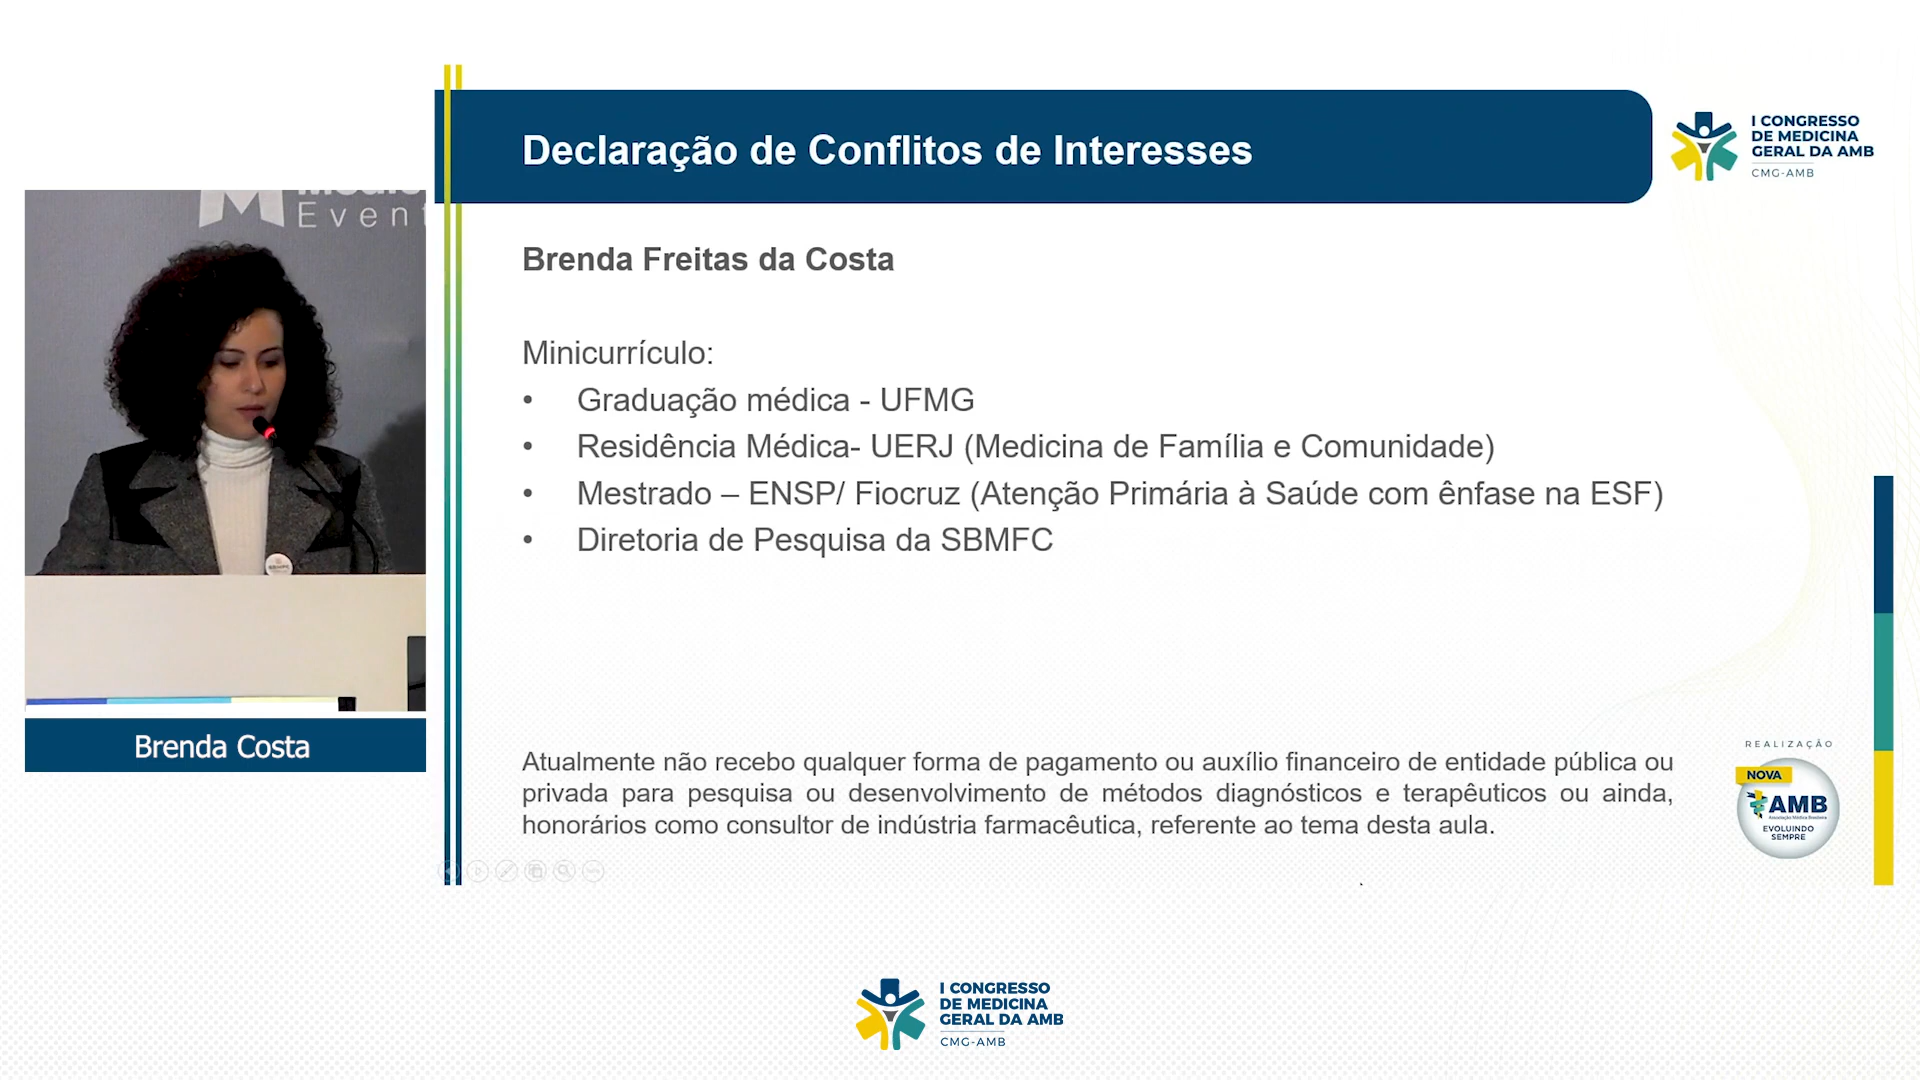 Declaração de Conflitos de Interesses
I CONGRESSO
DE MEDICINA
GERAL DA AMB
CMG-AMB
Event
Brenda Freitas da Costa
Minicurrículo:
• Graduação médica - UFMG
• Residência Médica- UERJ (Medicina de Família e Comunidade)
• Mestrado – ENSP/ Fiocruz (Atenção Primária à Saúde com ênfase na ESF)
• Diretoria de Pesquisa da SBMFC
Brenda Costa
Atualmente não recebo qualquer forma de pagamento ou auxílio financeiro de entidade pública ou
privada para pesquisa ou desenvolvimento de métodos diagnósticos e terapêuticos ou ainda,
honorários como consultor de indústria farmacêutica, referente ao tema desta aula.
REALIZAÇÃO
NOVA
AMB
Associação Médica Brasileira
EVOLUINDO
SEMPRE
I CONGRESSO
DE MEDICINA
GERAL DA AMB
CMG-AMB